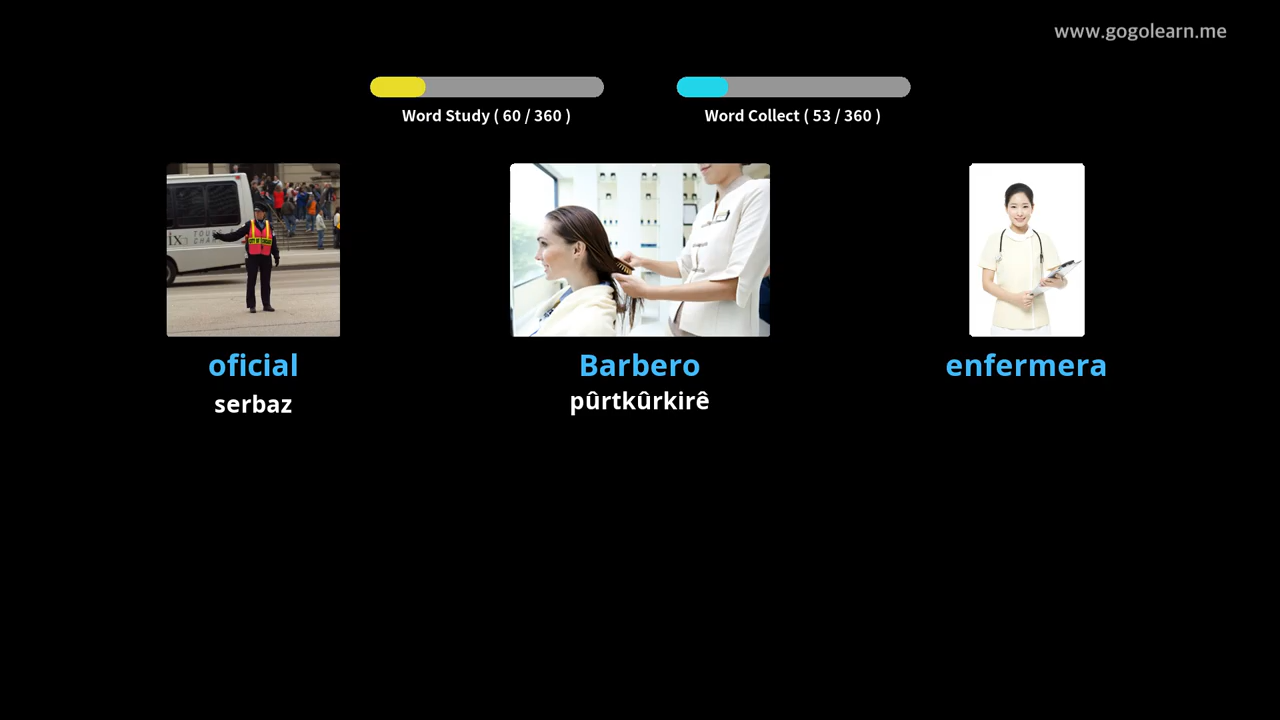 www.gogolearn.me
Word Study ( 60 / 360 )
Word Collect ( 53 / 360 )
oficial
serbaz
Barbero
pûrtkûrkirê
enfermera